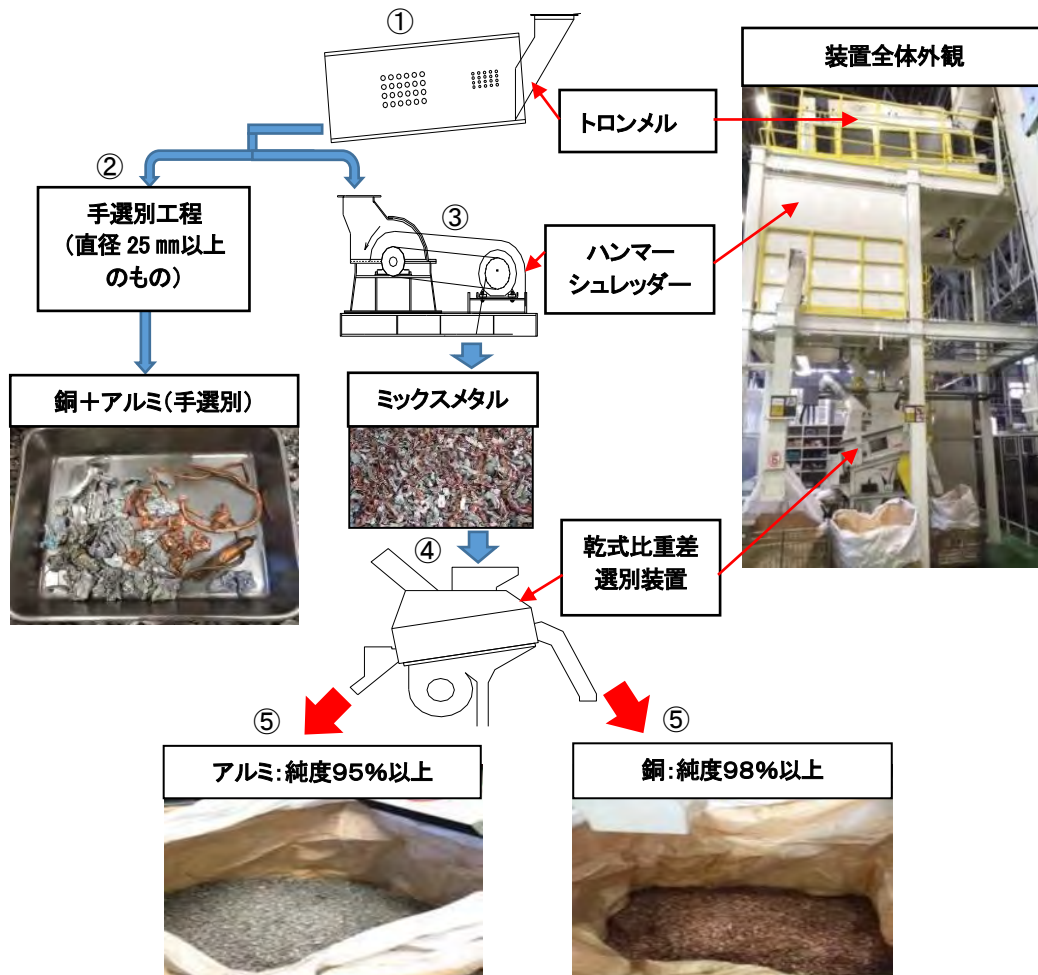 ①
装置全体外観
トロンメル
②
手選別工程
(直径 25 ㎜以上
のもの)
③
ハンマー
シュレッダー
銅+アルミ(手選別)
ミックスメタル
④
乾式比重差
選別装置
⑤
⑤
アルミ:純度95%以上
銅:純度98%以上